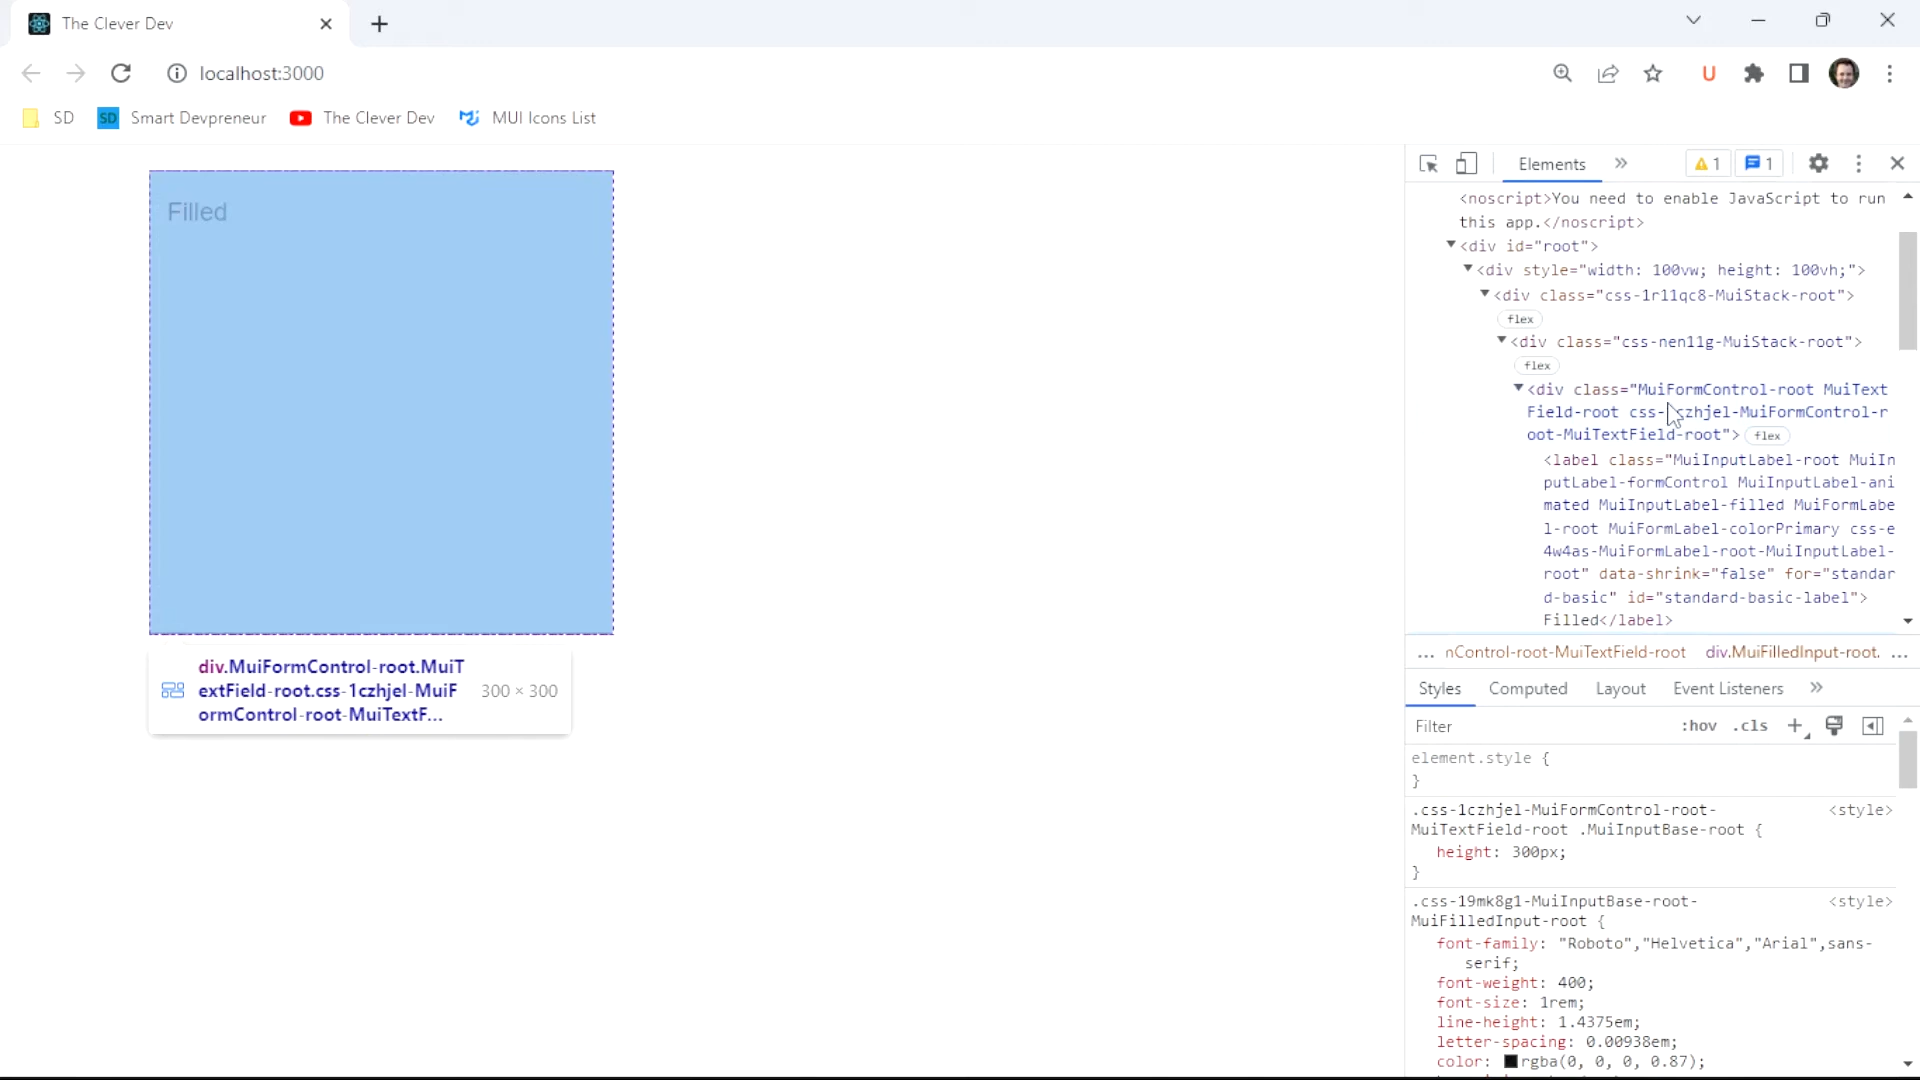 The Clever Dev
localhost:3000
U
SD
SD Smart Devpreneur
The Clever Dev
MUI Icons List
Filled
div.MuiFormControl-root.MuiT
extField-root.css-1czhjel-MuiF
ormControl-root-MuiTextF...
300 × 300
Elements
1
1
<noscript>You need to enable JavaScript to run
this app.</noscript>
<div id="root">
<div style="width: 100vw; height: 100vh;">
<div class="css-1r11qc8-MuiStack-root">
flex
<div class="css-nen11g-MuiStack-root">
flex
<div class="MuiFormControl-root MuiText
Field-root css-1czhjel-MuiFormControl-r
oot-MuiTextField-root"> flex
<label class="MuiInputLabel-root MuiIn
putLabel-formControl MuiInputLabel-ani
mated MuiInputLabel-filled MuiFormLabe
l-root MuiFormLabel-colorPrimary css-e
4w4as-MuiFormLabel-root-MuiInputLabel-
root" data-shrink="false" for="standar
d-basic" id="standard-basic-label">
Filled</label>
... nControl-root-MuiTextField-root div.MuiFilledInput-root. ...
Styles Computed Layout Event Listeners
Filter :hov .cls
element.style {
}
.css-1czhjel-MuiFormControl-root- <style>
MuiTextField-root .MuiInputBase-root {
height: 300px;
}
.css-19mk8g1-MuiInputBase-root- <style>
MuiFilledInput-root {
font-family: "Roboto","Helvetica","Arial",sans-
serif;
font-weight: 400;
font-size: 1rem;
line-height: 1.4375em;
letter-spacing: 0.00938em;
color: rgba(0, 0, 0, 0.87);